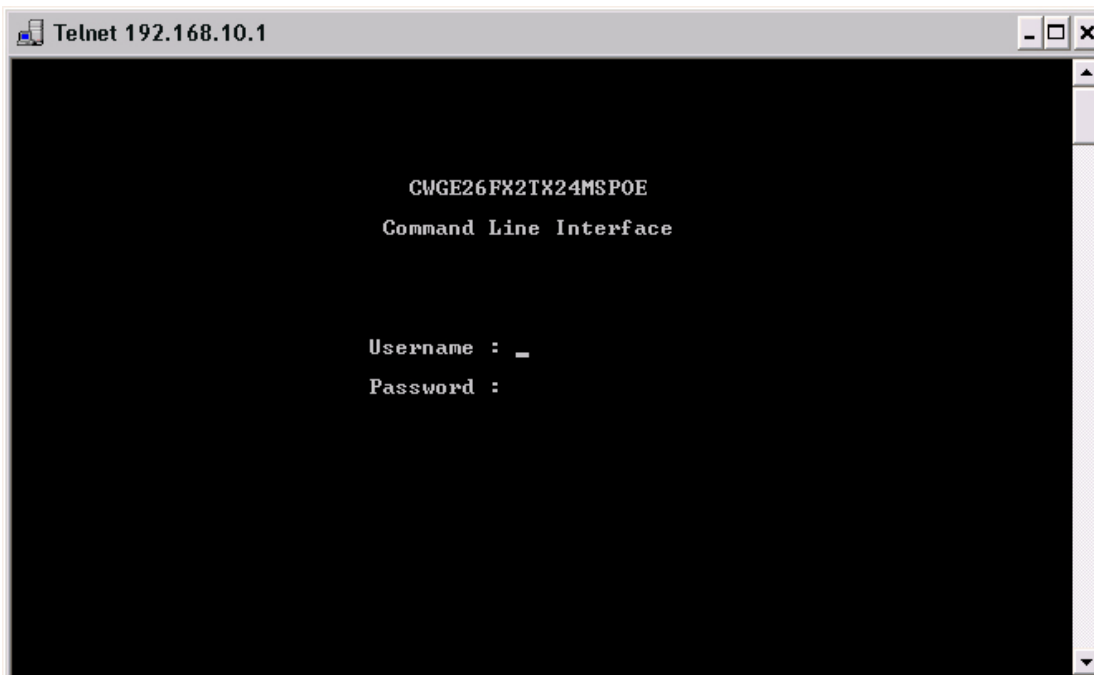 Telnet 192.168.10.1
CWGE26FX2TX24MSPOE
Command Line Interface
Username : _
Password :